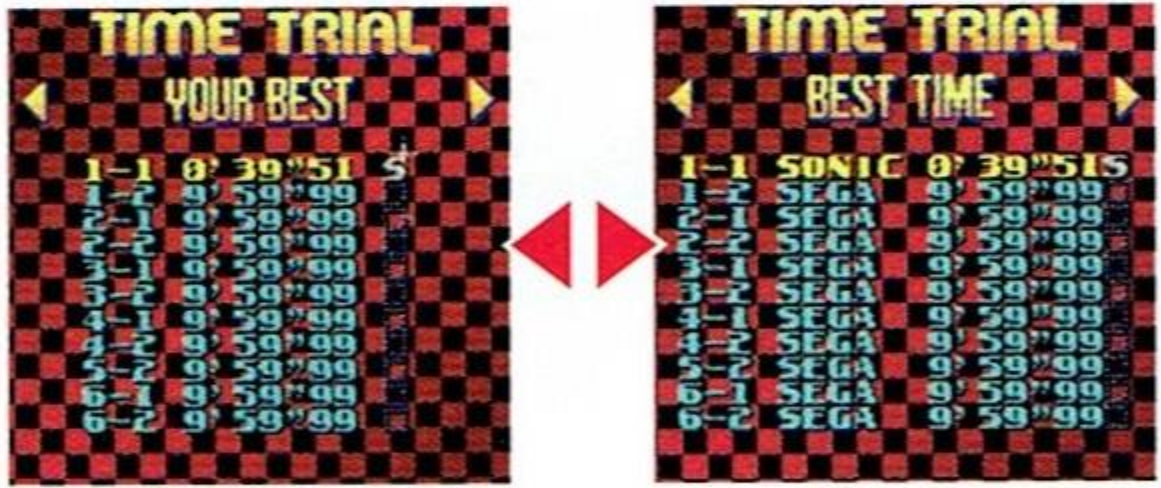 TIME TRIAL
YOUR BEST
1-1 0' 39"51 S
1-2 9' 59"99
2-1 9' 59"99
2-2 9' 59"99
3-1 9' 59"99
3-2 9' 59"99
4-1 9' 59"99
4-2 9' 59"99
5-2 9' 59"99
6-1 9' 59"99
6-2 9' 59"99
TIME TRIAL
BEST TIME
1-1 SONIC 0' 39"51S
1-2 SEGA 9' 59"99
2-1 SEGA 9' 59"99
2-2 SEGA 9' 59"99
3-1 SEGA 9' 59"99
3-2 SEGA 9' 59"99
4-1 SEGA 9' 59"99
4-2 SEGA 9' 59"99
5-2 SEGA 9' 59"99
6-1 SEGA 9' 59"99
6-2 SEGA 9' 59"99